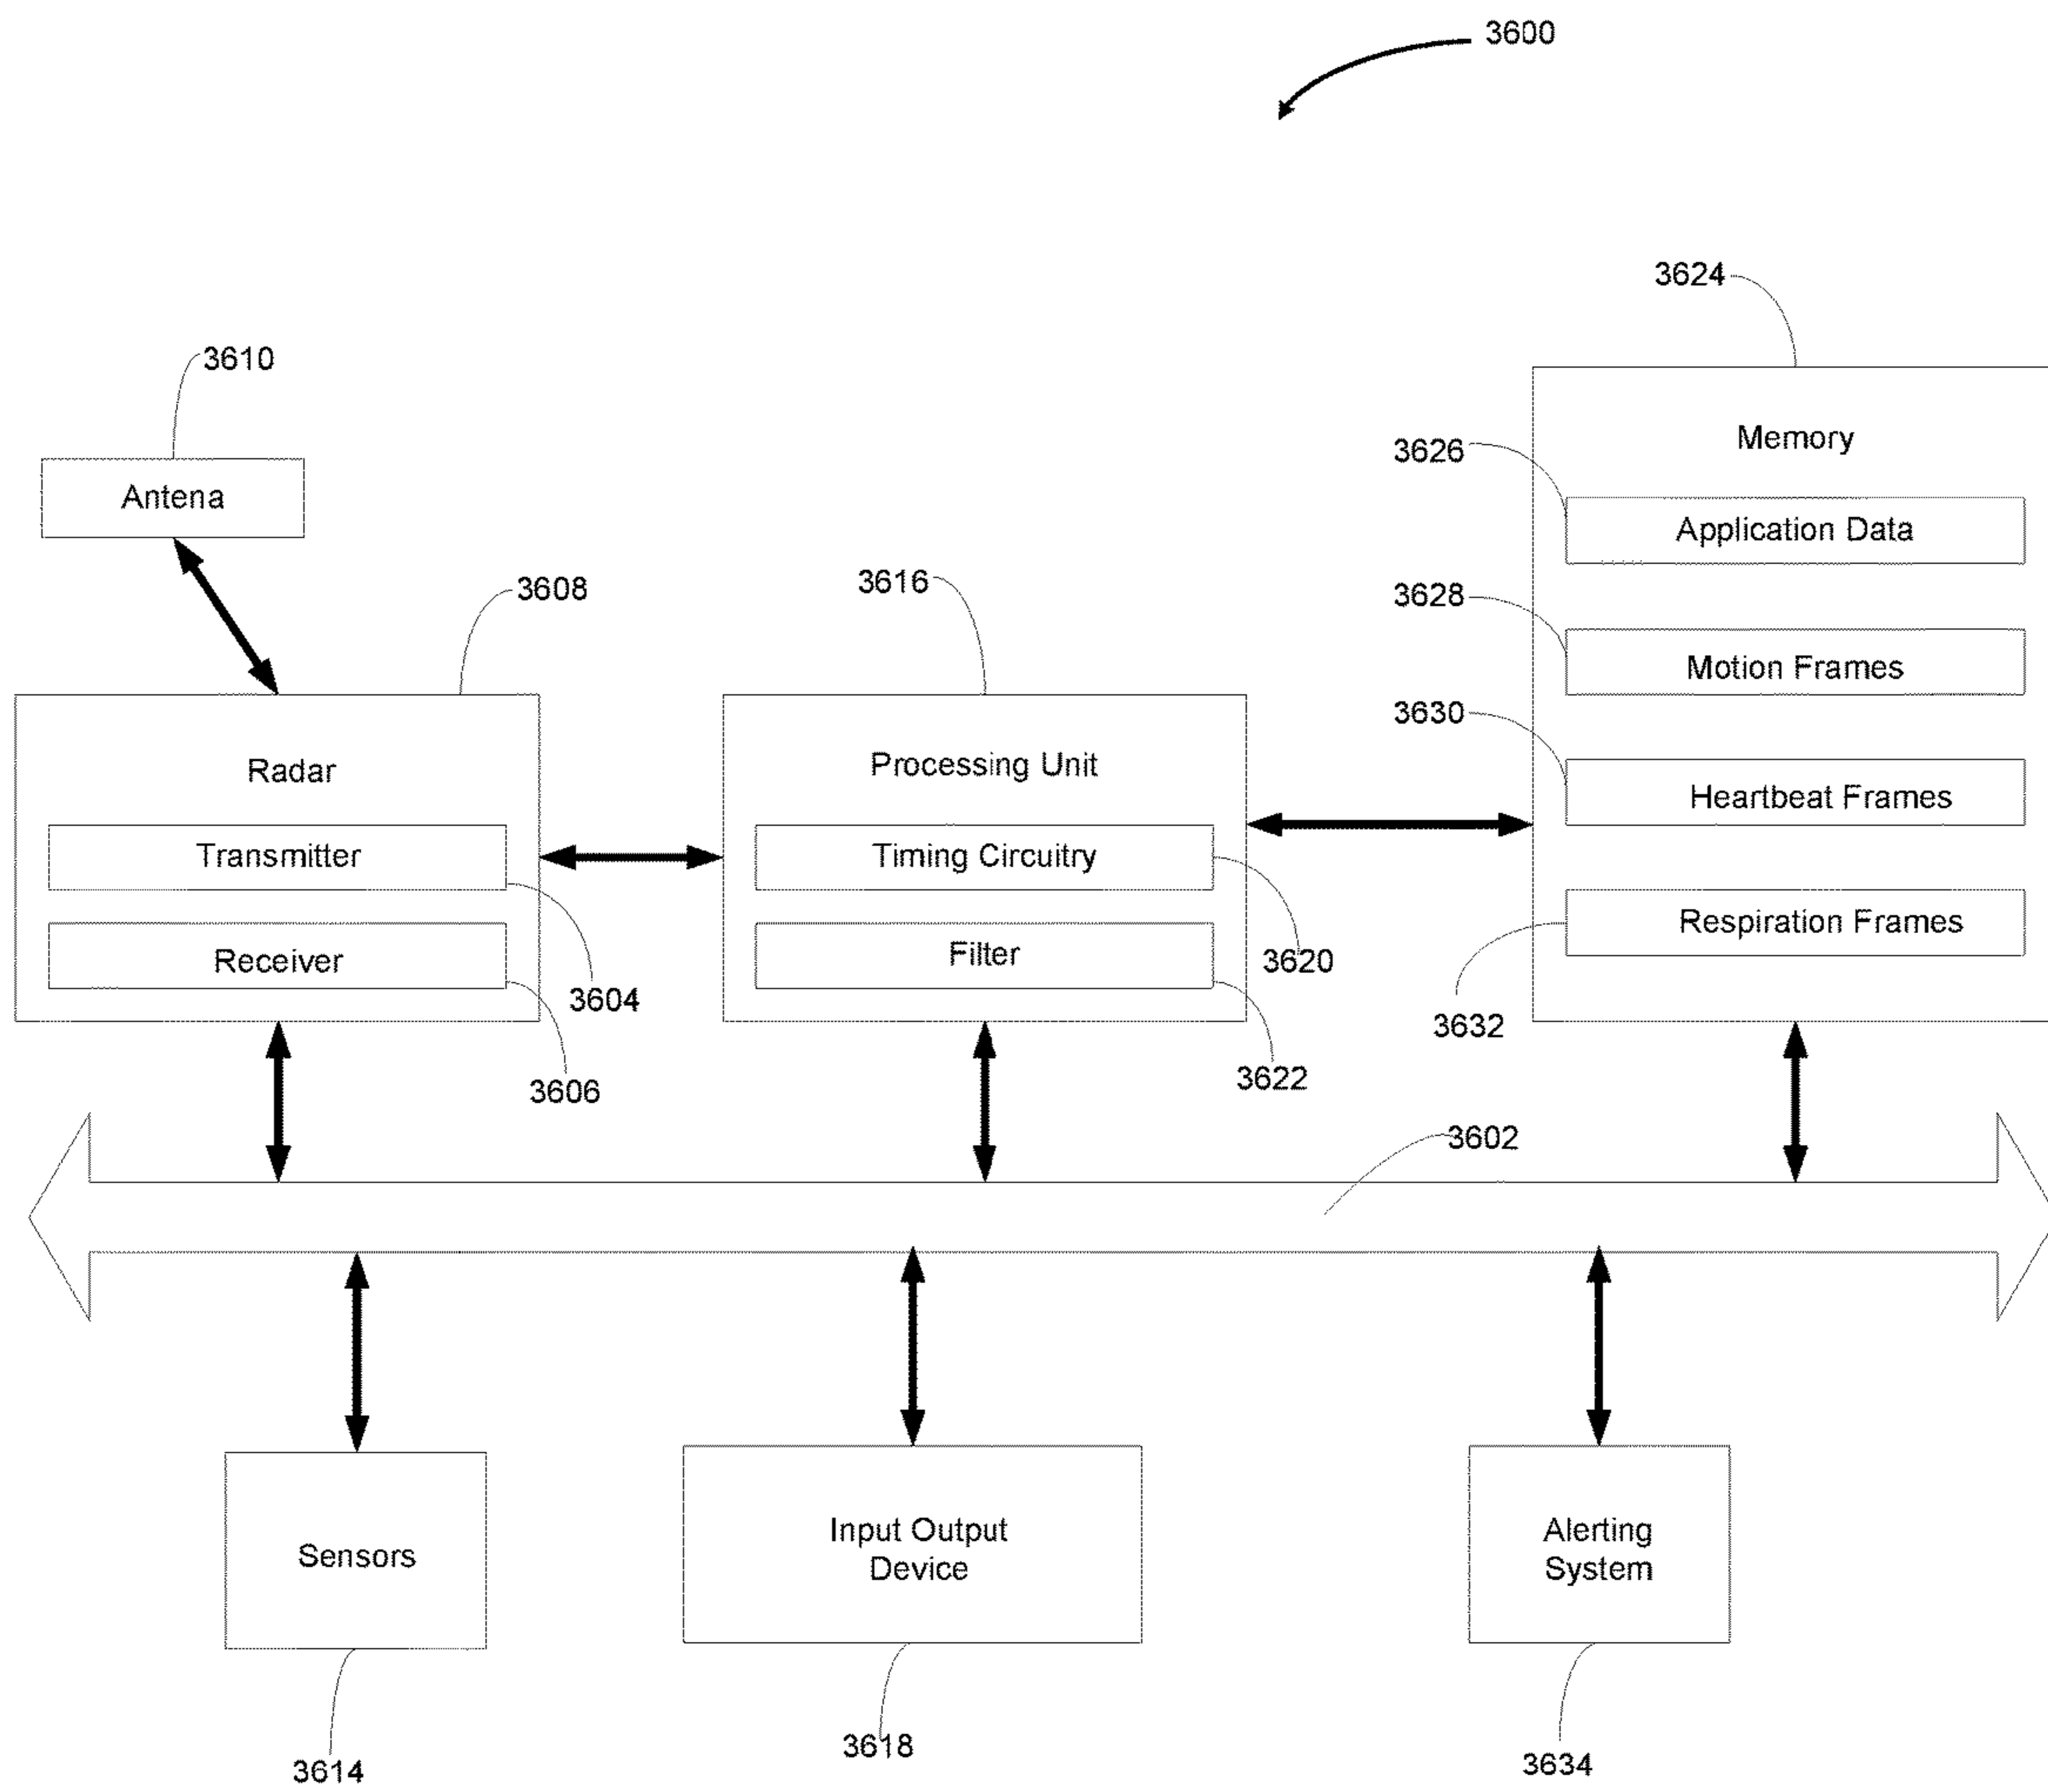 3600
3624
3610
Memory
3626
Antena
Application Data
3608
3616
3628
Motion Frames
3630
Radar
Processing Unit
Heartbeat Frames
Transmitter
Timing Circuitry
Respiration Frames
Receiver
Filter
3620
3604
3632
3606
3622
3602
Sensors
Input Output
Device
Alerting
System
3614
3618
3634